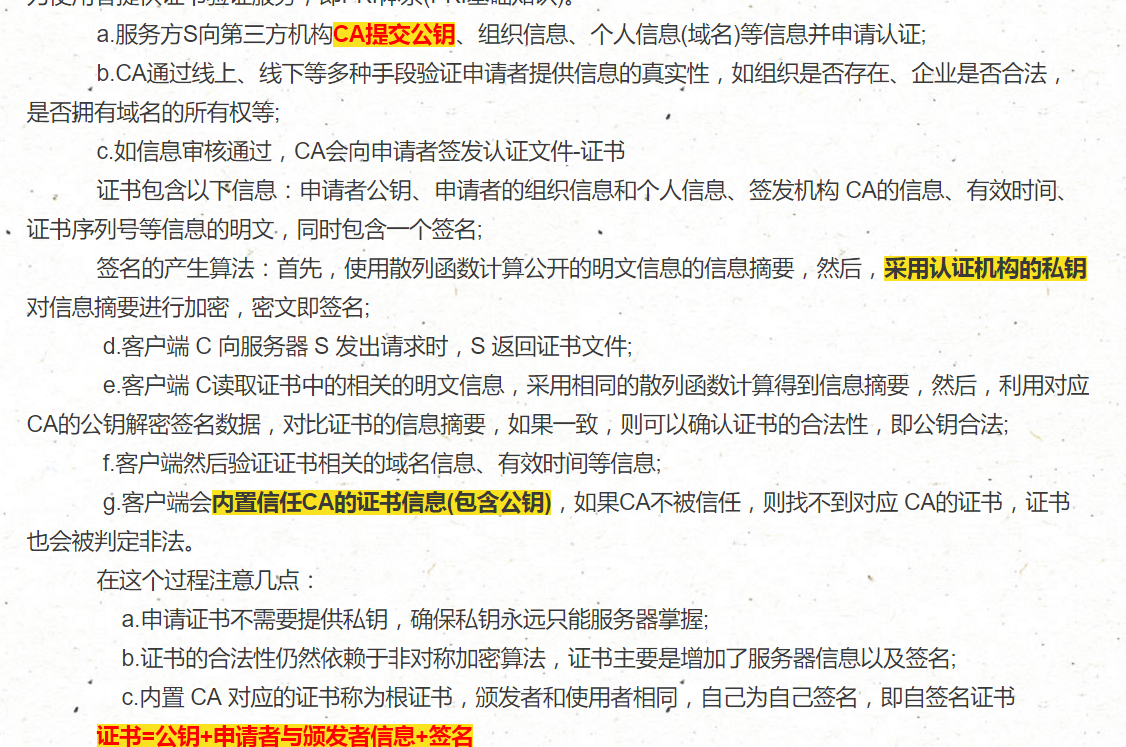 a.服务方S向第三方机构CA提交公钥、组织信息、个人信息(域名)等信息并申请认证;
b.CA通过线上、线下等多种手段验证申请者提供信息的真实性，如组织是否存在、企业是否合法，
是否拥有域名的所有权等;
c.如信息审核通过，CA会向申请者签发认证文件-证书
证书包含以下信息：申请者公钥、申请者的组织信息和个人信息、签发机构 CA的信息、有效时间、
证书序列号等信息的明文，同时包含一个签名;
签名的产生算法：首先，使用散列函数计算公开的明文信息的信息摘要，然后，采用认证机构的私钥
对信息摘要进行加密，密文即签名;
d.客户端 C 向服务器 S 发出请求时，S 返回证书文件;
e.客户端 C读取证书中的相关的明文信息，采用相同的散列函数计算得到信息摘要，然后，利用对应
CA的公钥解密签名数据，对比证书的信息摘要，如果一致，则可以确认证书的合法性，即公钥合法;
f.客户端然后验证证书相关的域名信息、有效时间等信息;
g.客户端会内置信任CA的证书信息(包含公钥)，如果CA不被信任，则找不到对应 CA的证书，证书
也会被判定非法。
在这个过程注意几点：
a.申请证书不需要提供私钥，确保私钥永远只能服务器掌握;
b.证书的合法性仍然依赖于非对称加密算法，证书主要是增加了服务器信息以及签名;
c.内置 CA 对应的证书称为根证书，颁发者和使用者相同，自己为自己签名，即自签名证书
证书=公钥+申请者与颁发者信息+签名